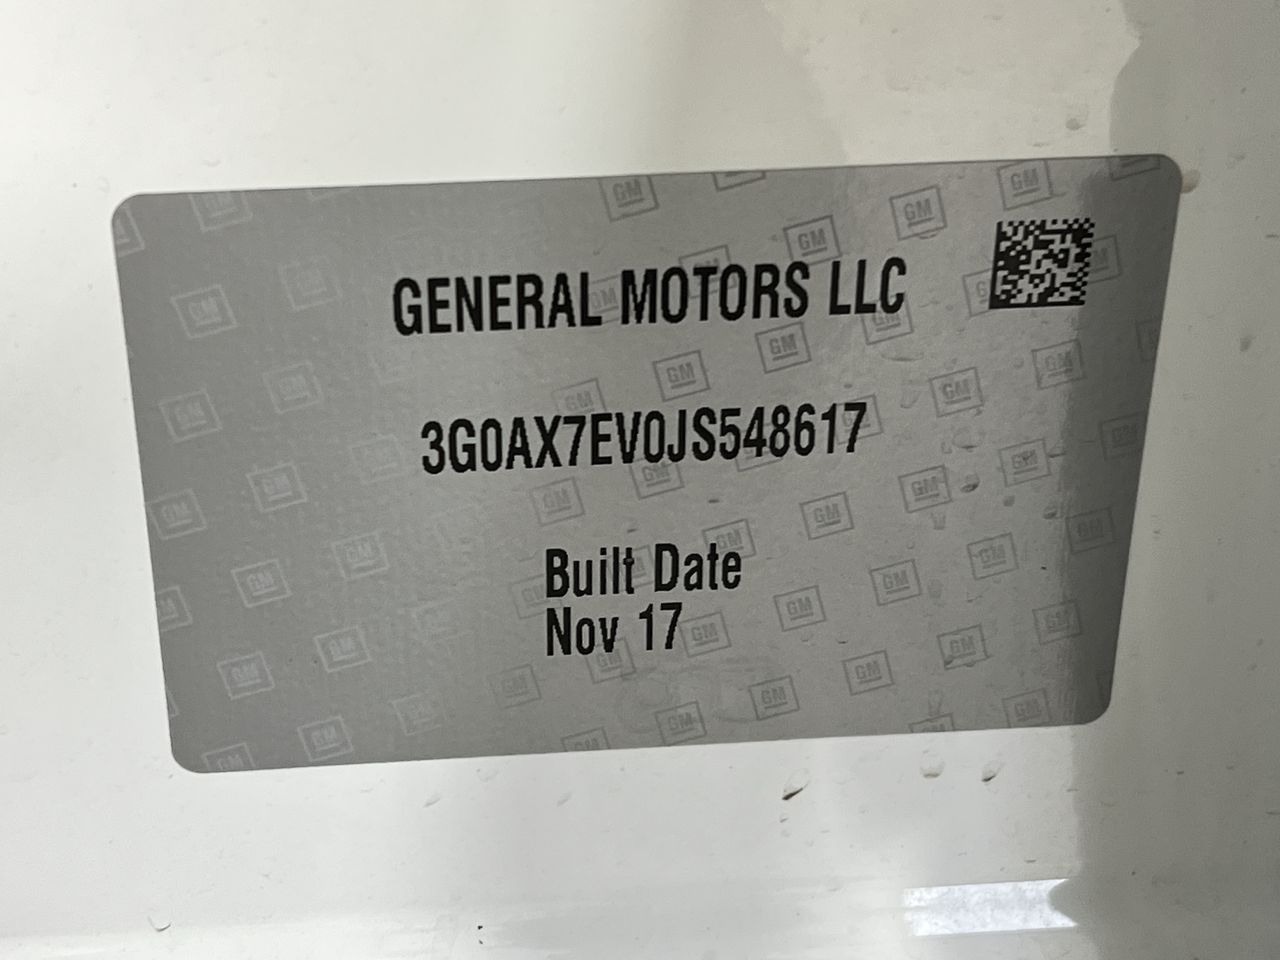 GENERAL MOTORS LLC
3G0AX7EV0JS548617
Built Date
Nov 17